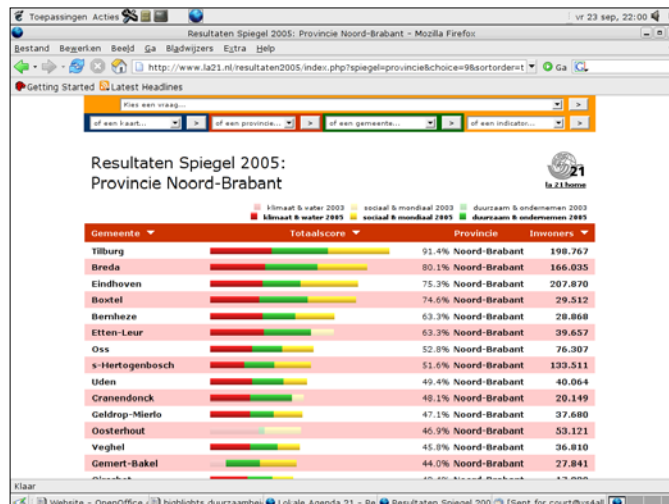 Toepassingen Acties vr 23 sep, 22:00
Resultaten Spiegel 2005: Provincie Noord-Brabant - Mozilla Firefox
Bestand Bewerken Beeld Ga Bladwijzers Extra Help
http://www.la21.nl/resultaten2005/index.php?spiegel=provincie&choice=9&sortorder=t Ga
Getting Started Latest Headlines
Kies een vraag... >
of een kaart... > of een provincie... > of een gemeente... > of een indicator... >
Resultaten Spiegel 2005:
Provincie Noord-Brabant
21
la 21 home
klimaat & water 2003 sociaal & mondiaal 2003 duurzaam & ondernemen 2003
klimaat & water 2005 sociaal & mondiaal 2005 duurzaam & ondernemen 2005
Gemeente Totaalscore Provincie Inwoners
Tilburg 91.4% Noord-Brabant 198.767
Breda 80.1% Noord-Brabant 166.035
Eindhoven 75.3% Noord-Brabant 207.870
Boxtel 74.6% Noord-Brabant 29.512
Bernheze 63.3% Noord-Brabant 28.868
Etten-Leur 63.3% Noord-Brabant 39.657
Oss 52.8% Noord-Brabant 76.307
s-Hertogenbosch 51.6% Noord-Brabant 133.511
Uden 49.4% Noord-Brabant 40.064
Cranendonck 48.1% Noord-Brabant 20.149
Geldrop-Mierlo 47.1% Noord-Brabant 37.680
Oosterhout 46.9% Noord-Brabant 53.121
Veghel 45.8% Noord-Brabant 36.810
Gemert-Bakel 44.0% Noord-Brabant 27.841
Noord-Brabant
Klaar
Website - OpenOffice highlights duurzaamhei Lokale Agenda 21 - Re Resultaten Spiegel 200 [Sent for court@xs4all